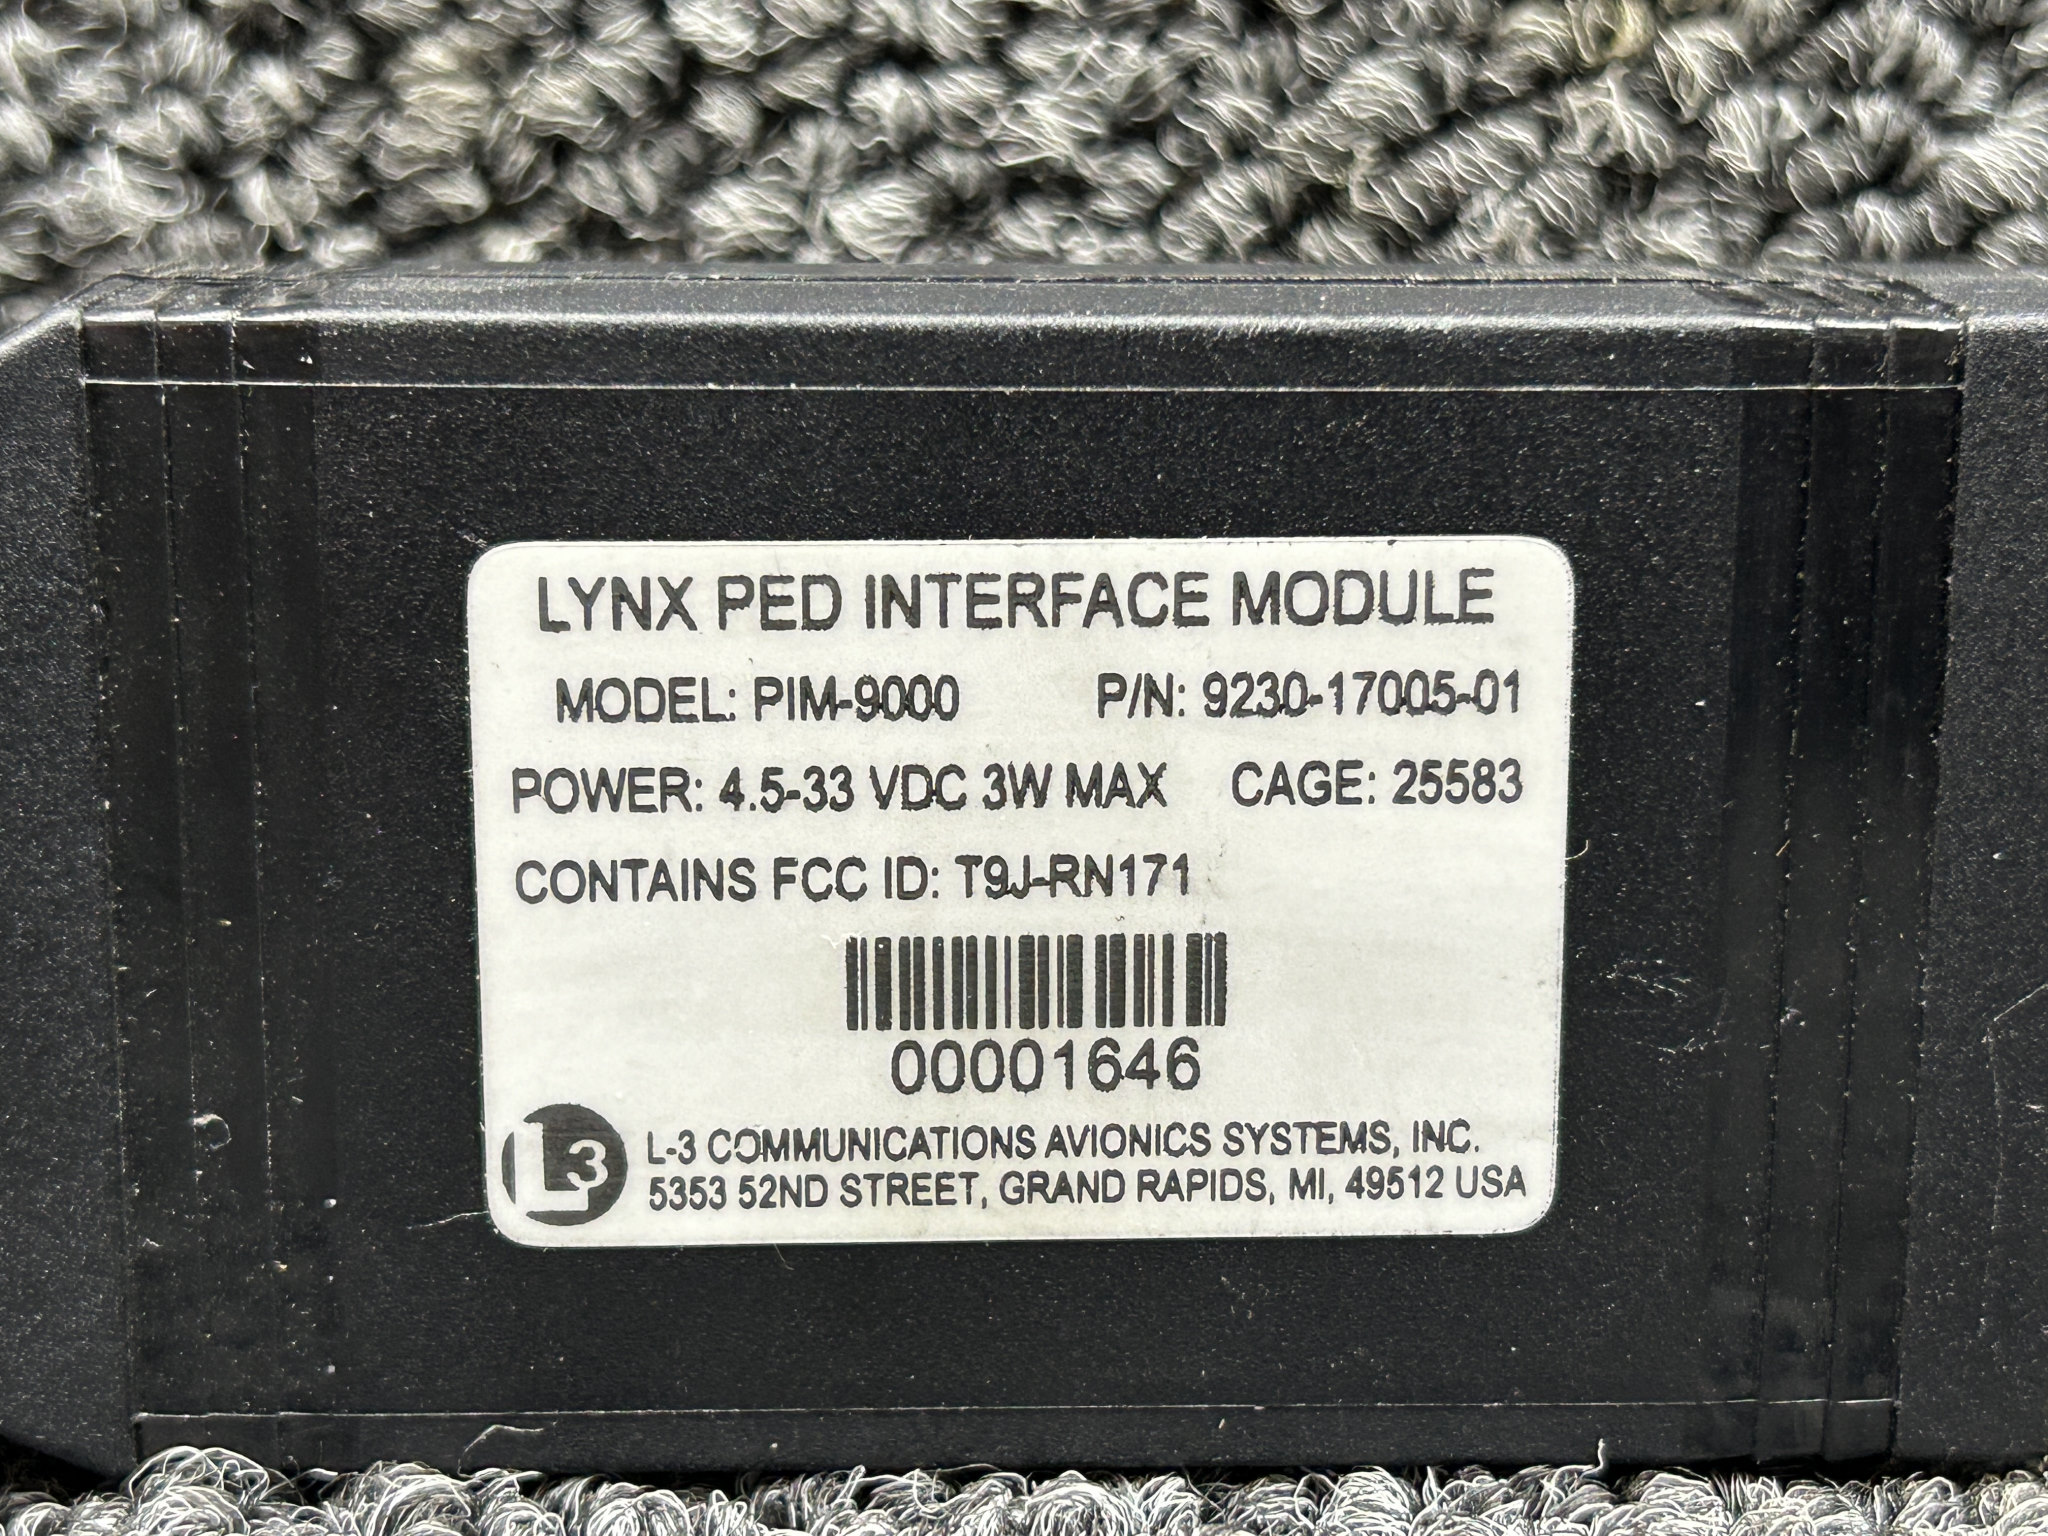 LYNX PED INTERFACE MODULE
MODEL: PIM-9000 P/N: 9230-17005-01
POWER: 4.5-33 VDC 3W MAX CAGE: 25583
CONTAINS FCC ID: T9J-RN171
00001646
L3
L-3 COMMUNICATIONS AVIONICS SYSTEMS, INC.
5353 52ND STREET, GRAND RAPIDS, MI, 49512 USA